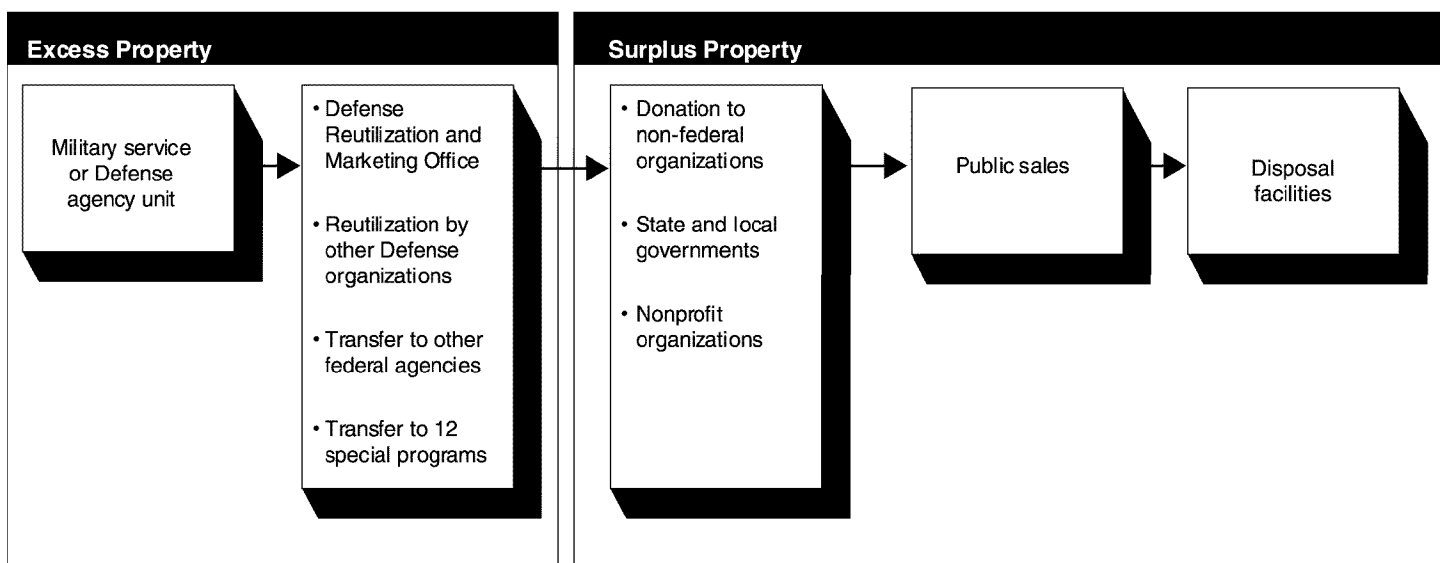 Excess Property
Military service
or Defense
agency unit
• Defense
Reutilization and
Marketing Office
• Reutilization by
other Defense
organizations
• Transfer to other
federal agencies
• Transfer to 12
special programs
Surplus Property
• Donation to
non-federal
organizations
• State and local
governments
• Nonprofit
organizations
Public sales
Disposal
facilities